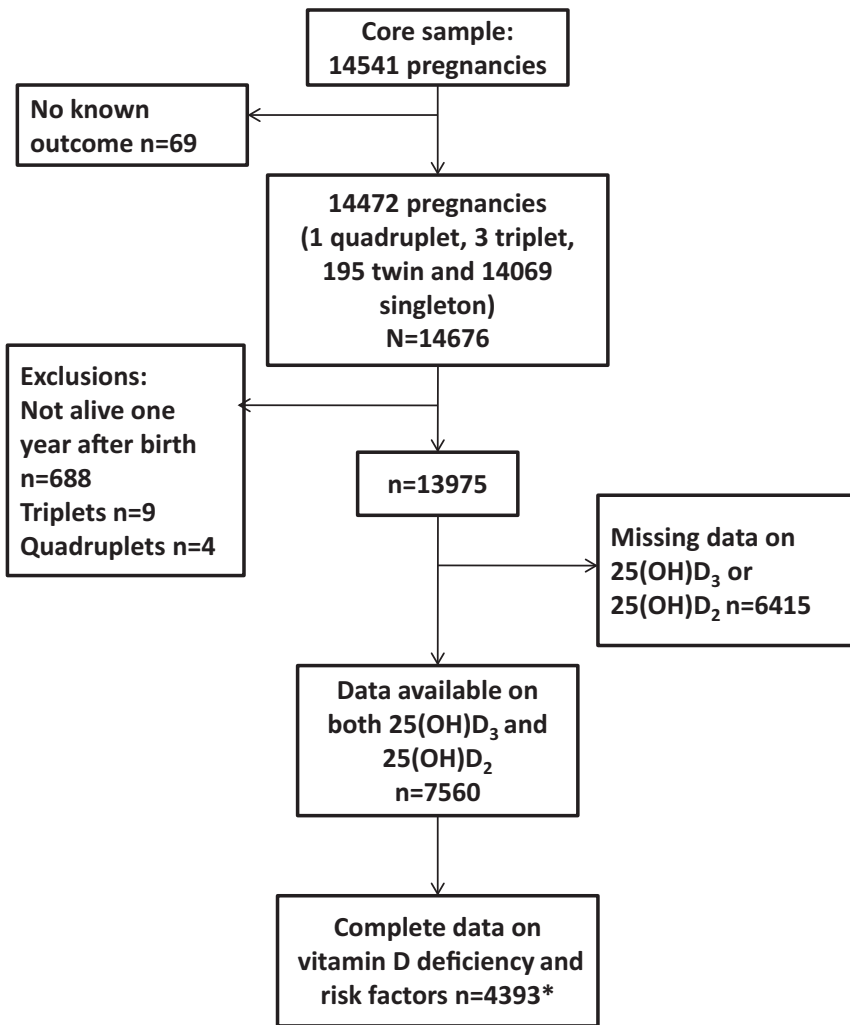 Core sample:
14541 pregnancies
No known
outcome n=69
14472 pregnancies
(1 quadruplet, 3 triplet,
195 twin and 14069
singleton)
N=14676
Exclusions:
Not alive one
year after birth
n=688
Triplets n=9
Quadruplets n=4
n=13975
Missing data on
25(OH)D₃ or
25(OH)D₂ n=6415
Data available on
both 25(OH)D₃ and
25(OH)D₂
n=7560
Complete data on
vitamin D deficiency and
risk factors n=4393*